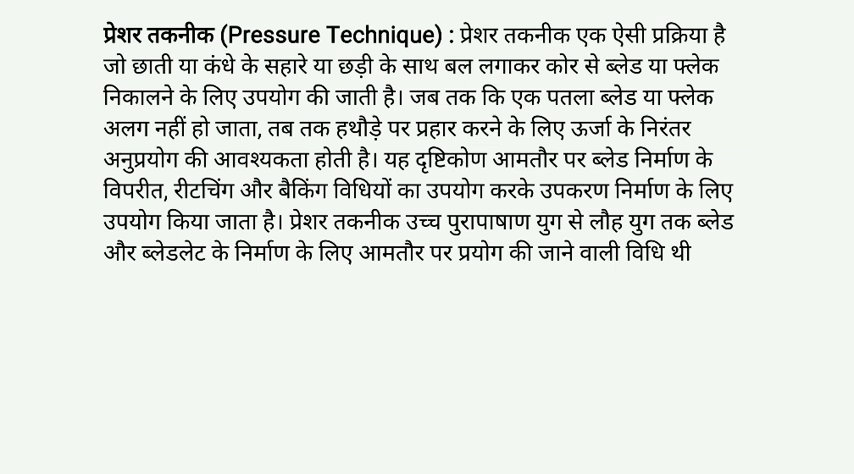 प्रेशर तकनीक (Pressure Technique) : प्रेशर तकनीक एक ऐसी प्रक्रिया है
जो छाती या कंधे के सहारे या छड़ी के साथ बल लगाकर कोर से ब्लेड या फ्लेक
निकालने के लिए उपयोग की जाती है। जब तक कि एक पतला ब्लेड या फ्लेक
अलग नहीं हो जाता, तब तक हथौड़े पर प्रहार करने के लिए ऊर्जा के निरंतर
अनुप्रयोग की आवश्यकता होती है। यह दृष्टिकोण आमतौर पर ब्लेड निर्माण के
विपरीत, रीटचिंग और बैकिंग विधियों का उपयोग करके उपकरण निर्माण के लिए
उपयोग किया जाता है। प्रेशर तकनीक उच्च पुरापाषाण युग से लौह युग तक ब्लेड
और ब्लेडलेट के निर्माण के लिए आमतौर पर प्रयोग की जाने वाली विधि थी